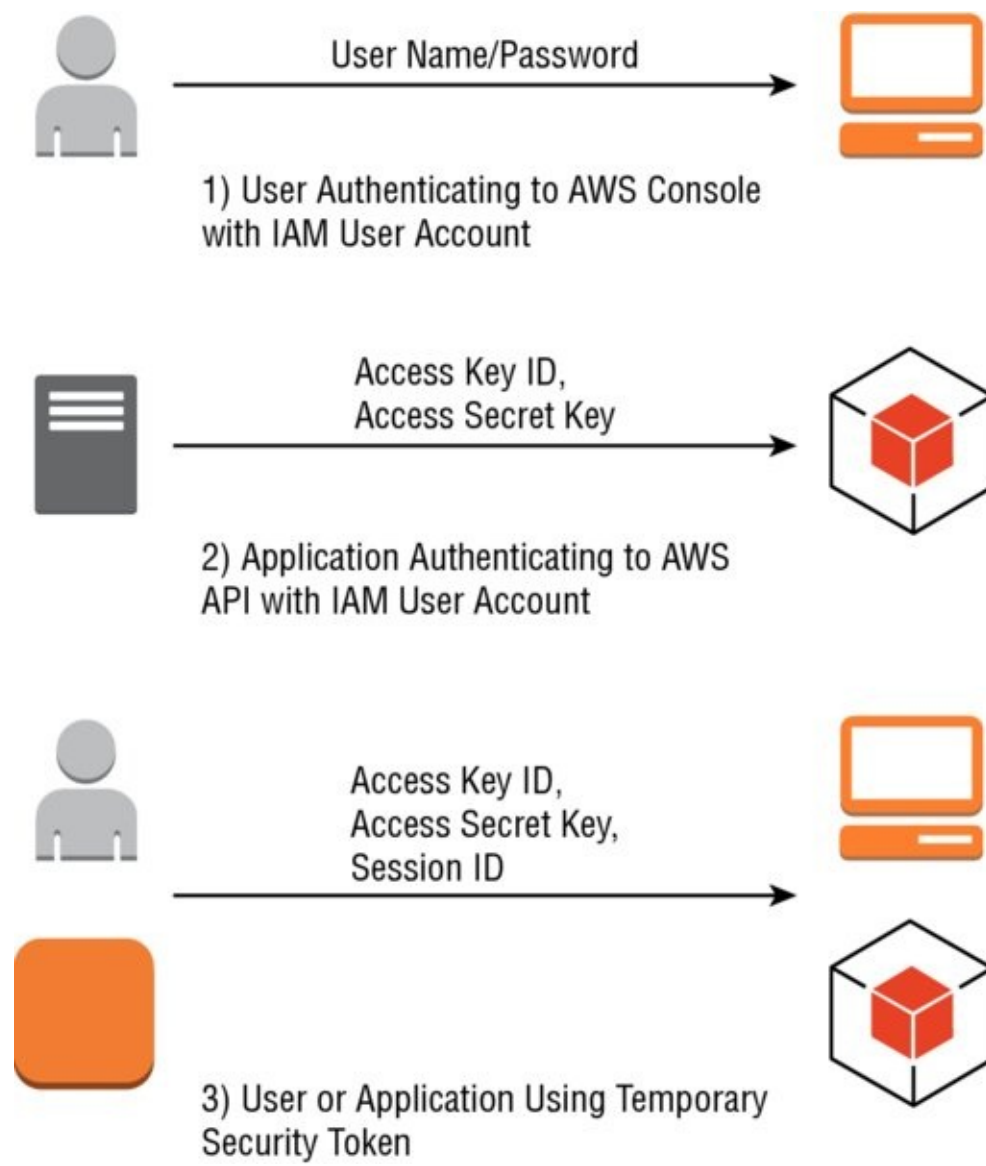 User Name/Password
1) User Authenticating to AWS Console
with IAM User Account
Access Key ID,
Access Secret Key
2) Application Authenticating to AWS
API with IAM User Account
Access Key ID,
Access Secret Key,
Session ID
3) User or Application Using Temporary
Security Token